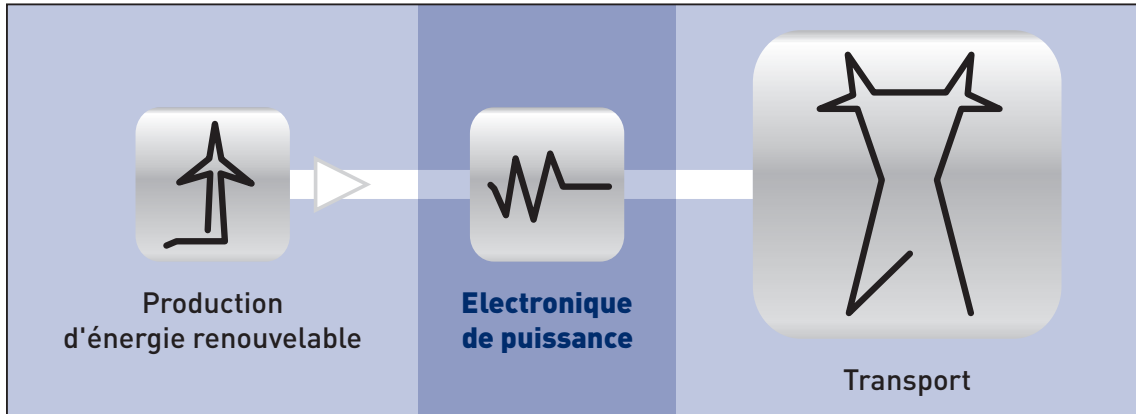 Production
d'énergie renouvelable
Electronique
de puissance
Transport